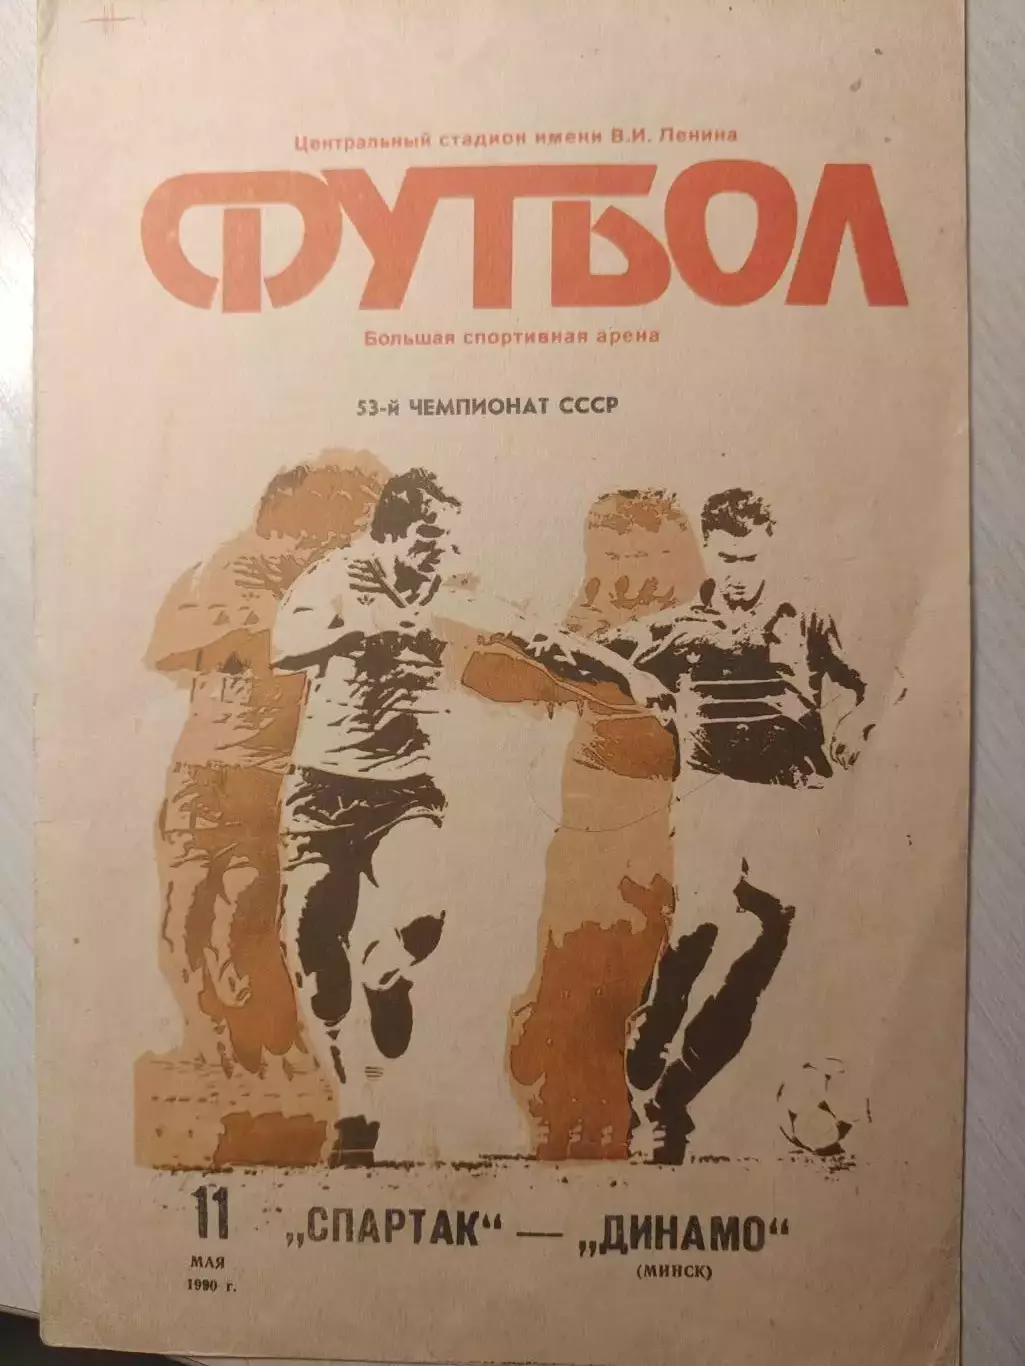 Центральный стадион имени В.И. Ленина
ФУТБОЛ
Большая спортивная арена
53-й ЧЕМПИОНАТ СССР
11
МАЯ
1990 г.
„СПАРТАК“ — „ДИНАМО“
(МИНСК)